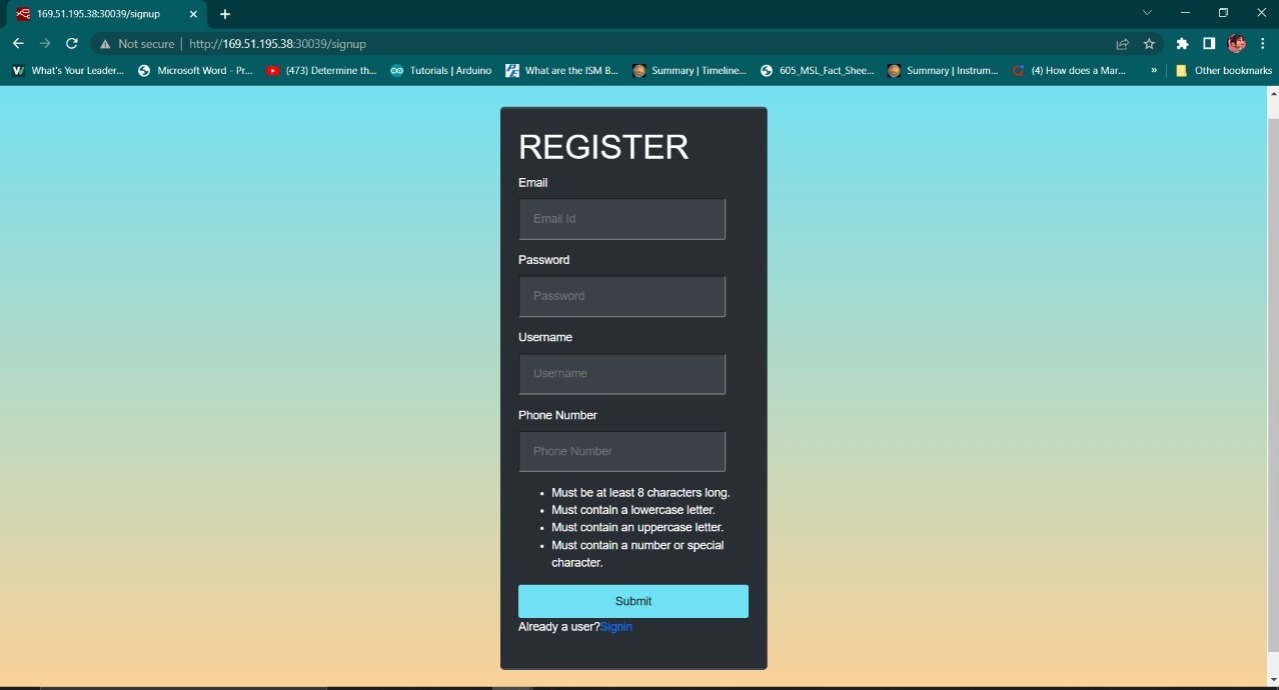 169.51.195.38:30039/signup
Not secure | http://169.51.195.38:30039/signup
What's Your Leader... Microsoft Word - Pr... (473) Determine th... Tutorials | Arduino What are the ISM B... Summary | Timeline... 605_MSL_Fact_Shee... Summary | Instrum... (4) How does a Mar... » Other bookmarks
REGISTER
Email
Email Id
Password
Password
Username
Username
Phone Number
Phone Number
• Must be at least 8 characters long.
• Must contain a lowercase letter.
• Must contain an uppercase letter.
• Must contain a number or special
character.
Submit
Already a user?Signin